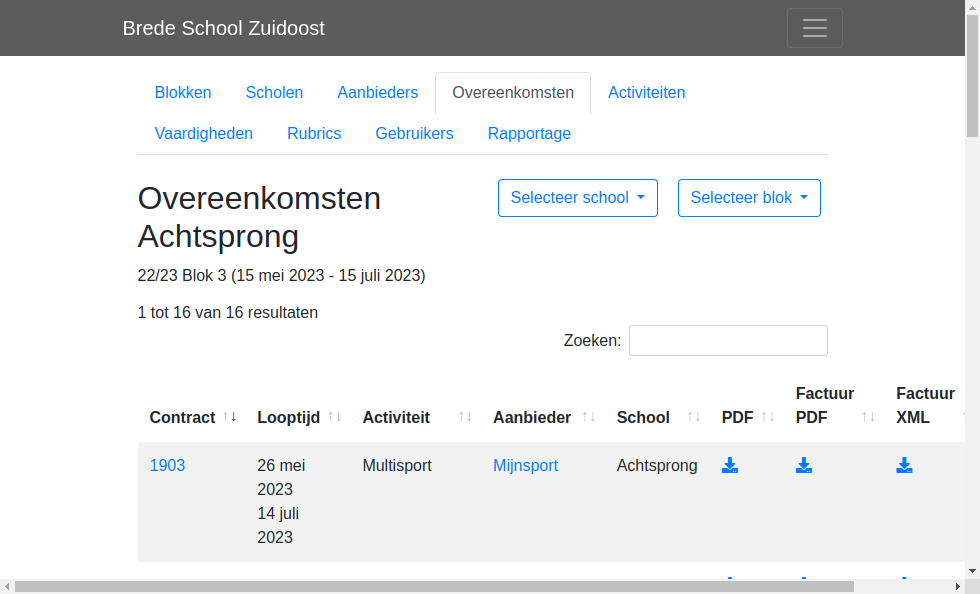 Brede School Zuidoost
Blokken Scholen Aanbieders Overeenkomsten Activiteiten
Vaardigheden Rubrics Gebruikers Rapportage
Overeenkomsten
Achtsprong
Selecteer school Selecteer blok
22/23 Blok 3 (15 mei 2023 - 15 juli 2023)
1 tot 16 van 16 resultaten
Zoeken:
Contract Looptijd Activiteit Aanbieder School PDF Factuur PDF Factuur XML
1903 26 mei Multisport Mijnsport Achtsprong
2023
14 juli
2023